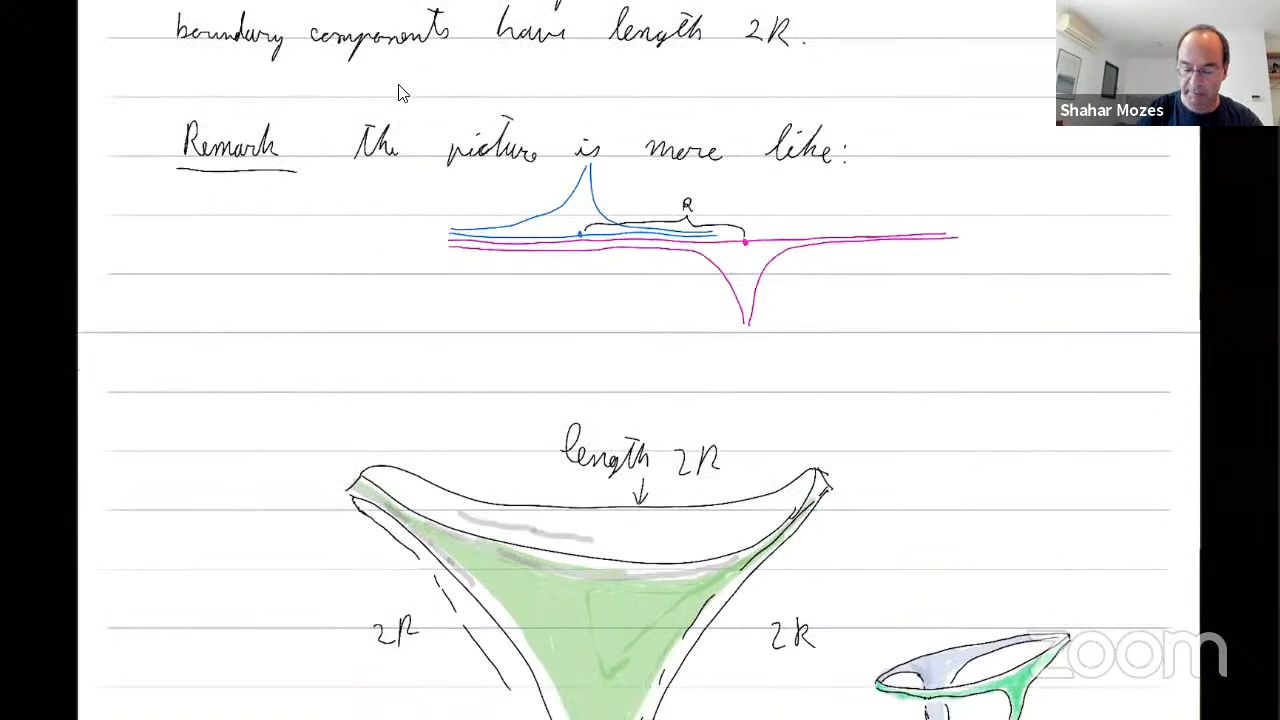 boundary components have length 2R.
Shahar Mozes
Remark The picture is more like:
R
length 2R
2R 2R
zoom